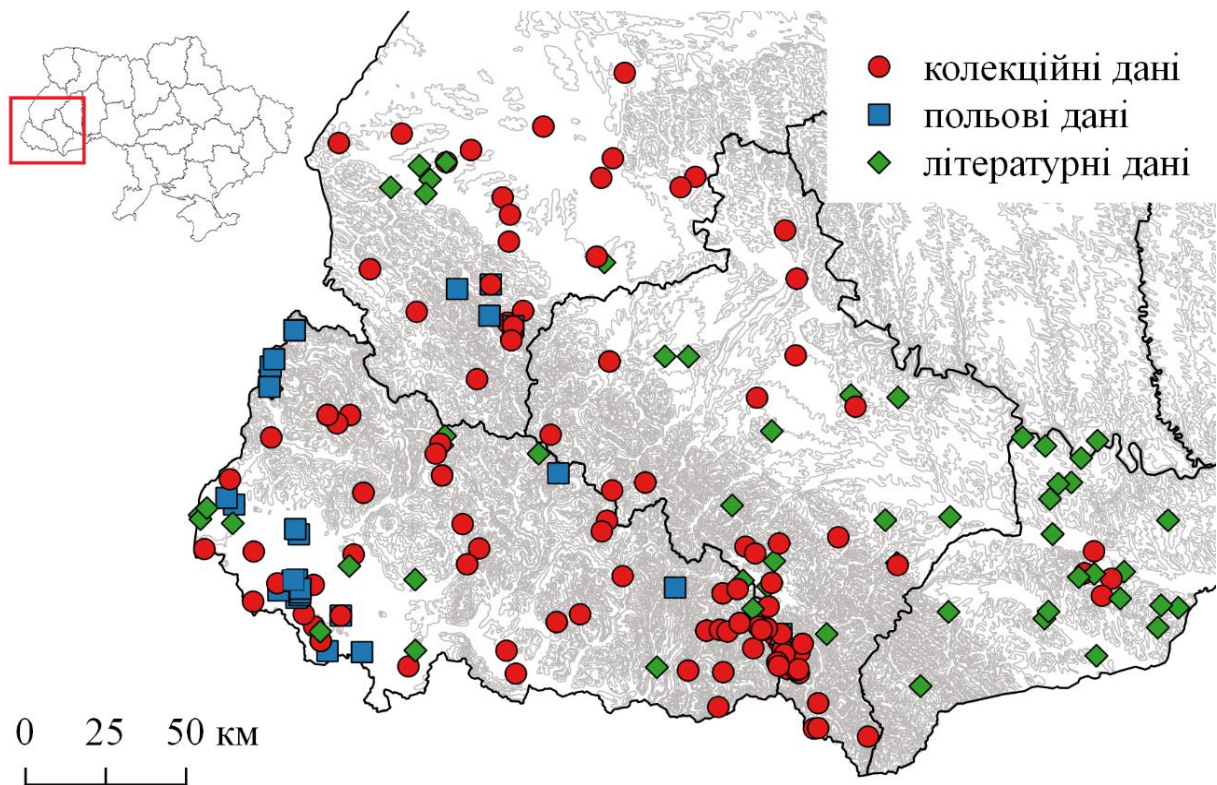 колекційні дані
польові дані
літературні дані
0 25 50 км